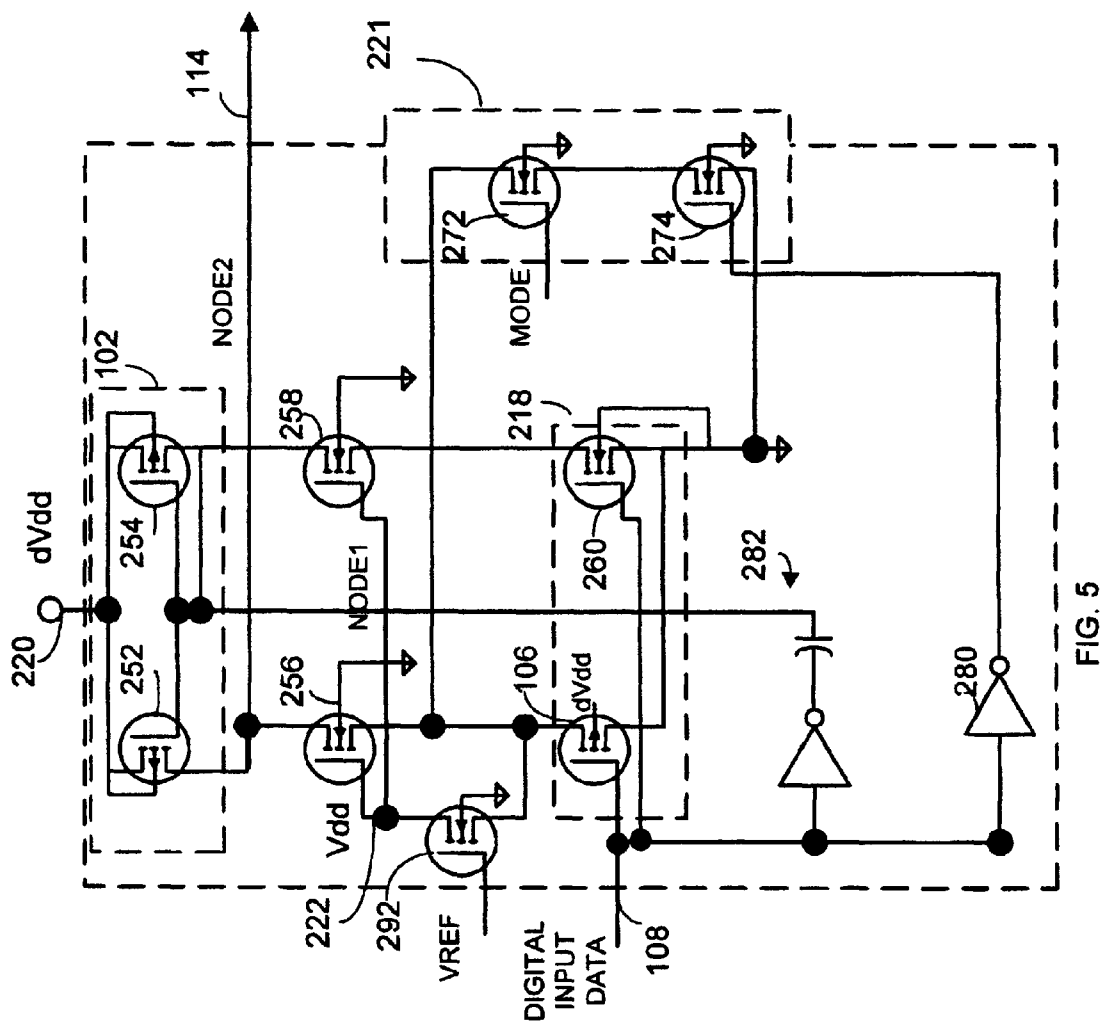 dVdd
220
102
252
254
NODE2
114
221
256
258
Vdd
NODE1
222
292
VREF
272
MODE
274
218
106
dVdd
260
DIGITAL
INPUT
DATA
108
282
280
FIG. 5